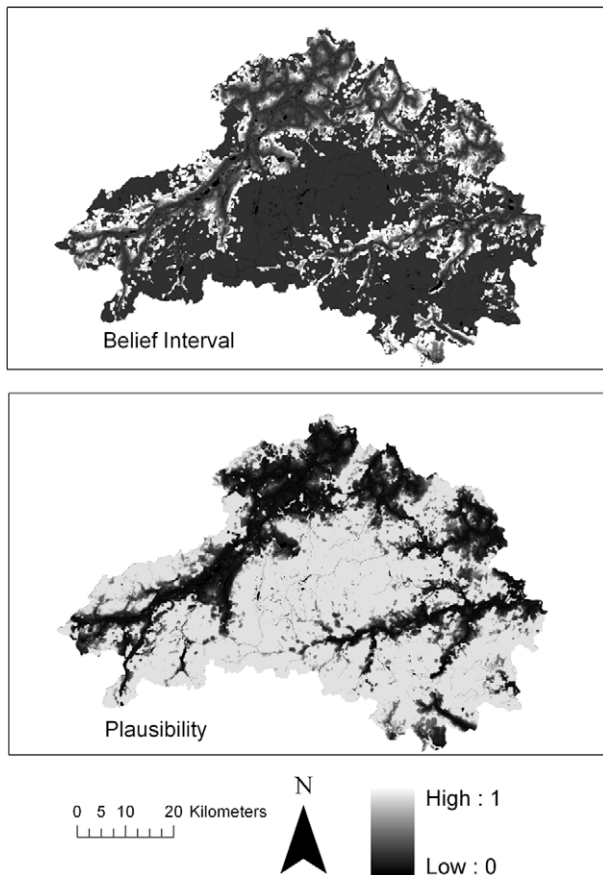 Belief Interval
Plausibility
N
0 5 10 20 Kilometers
High : 1
Low : 0